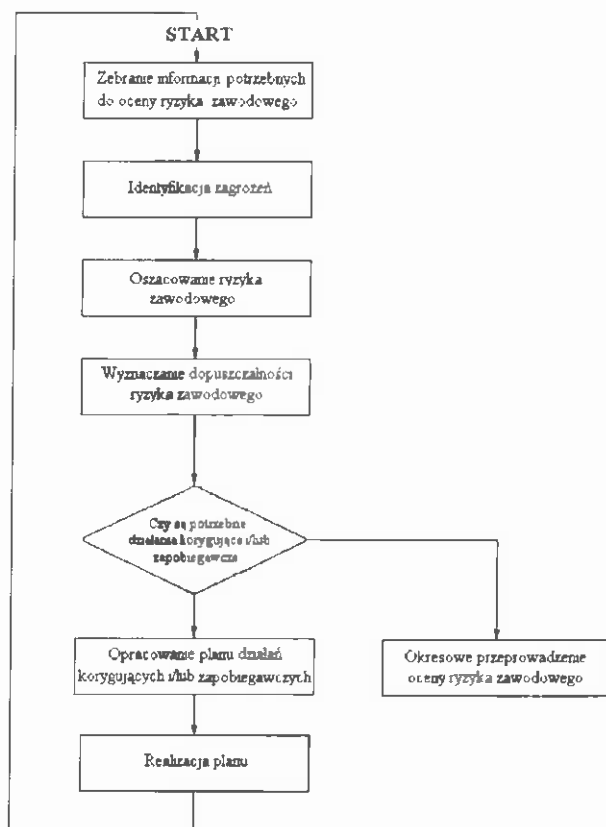 START
Zebranie informacji potrzebnych
do oceny ryzyka zawodowego
Identyfikacja zagrożeń
Oszacowanie ryzyka
zawodowego
Wyznaczanie dopuszczalności
ryzyka zawodowego
Czy są potrzebne
działania korygujące i/lub
zapobiegawcze
Opracowanie planu działań
korygujących i/lub zapobiegawczych
Okresowe przeprowadzenie
oceny ryzyka zawodowego
Realizacja planu